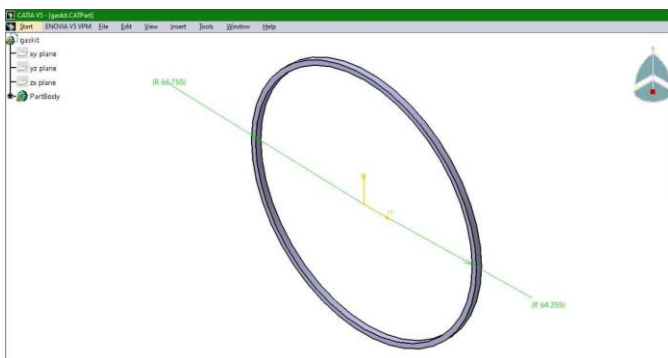 CATIA V5 - [gaskit.CATPart]
Start ENOVIA V5 VPM File Edit View Insert Tools Window Help
gaskit
xy plane
yz plane
zx plane
PartBody
(R 66.755)
(R 64.255)